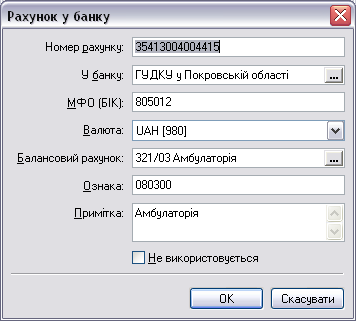 Рахунок у банку
Номер рахунку: 35413004004415
У банку: ГУДКУ у Покровській області ...
МФО (БІК): 805012
Валюта: UAH [980]
Балансовий рахунок: 321/03 Амбулаторія ...
Ознака: 080300
Примітка: Амбулаторія
Не використовується
OK Скасувати